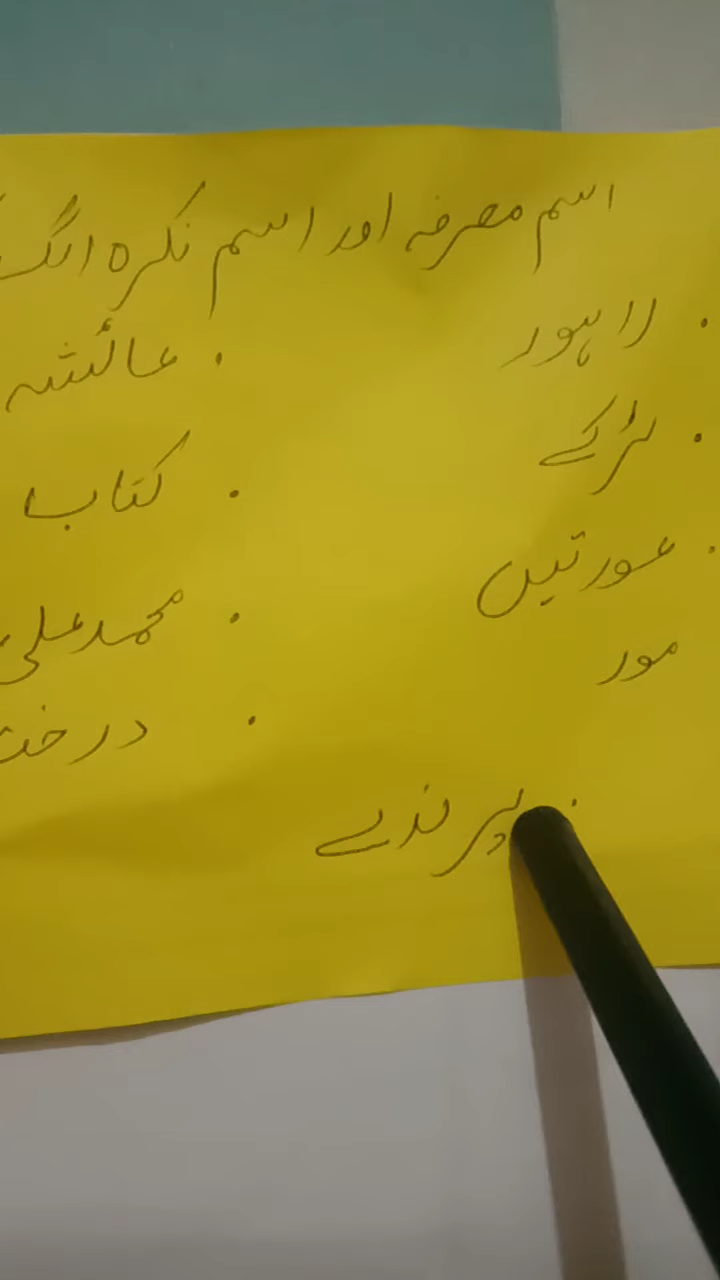 اسم معرفہ اور اسم نکرہ الگ
لاہور . عائشہ
لڑکے . کتاب
عورتیں . محمد علی
مور . درخت
پرندے